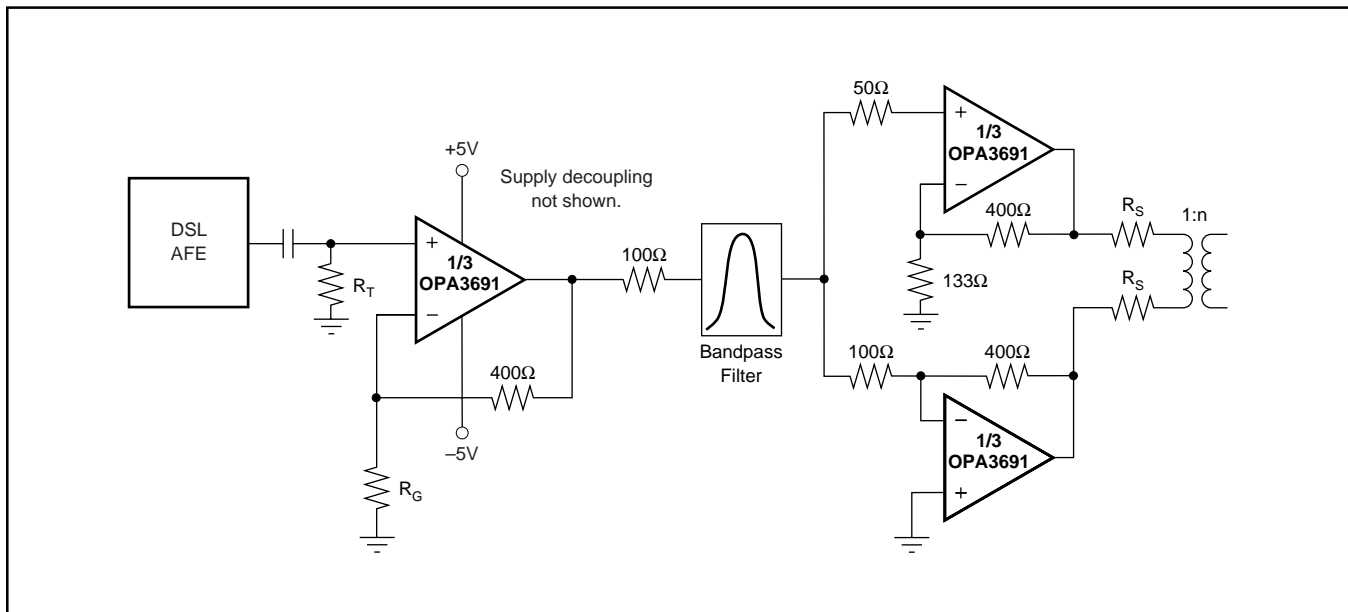 DSL
AFE
R_T
+5V
Supply decoupling
not shown.
+
1/3
OPA3691
−
400Ω
–5V
R_G
100Ω
Bandpass
Filter
50Ω
+
1/3
OPA3691
−
400Ω
133Ω
R_S
1:n
R_S
100Ω
400Ω
−
1/3
OPA3691
+